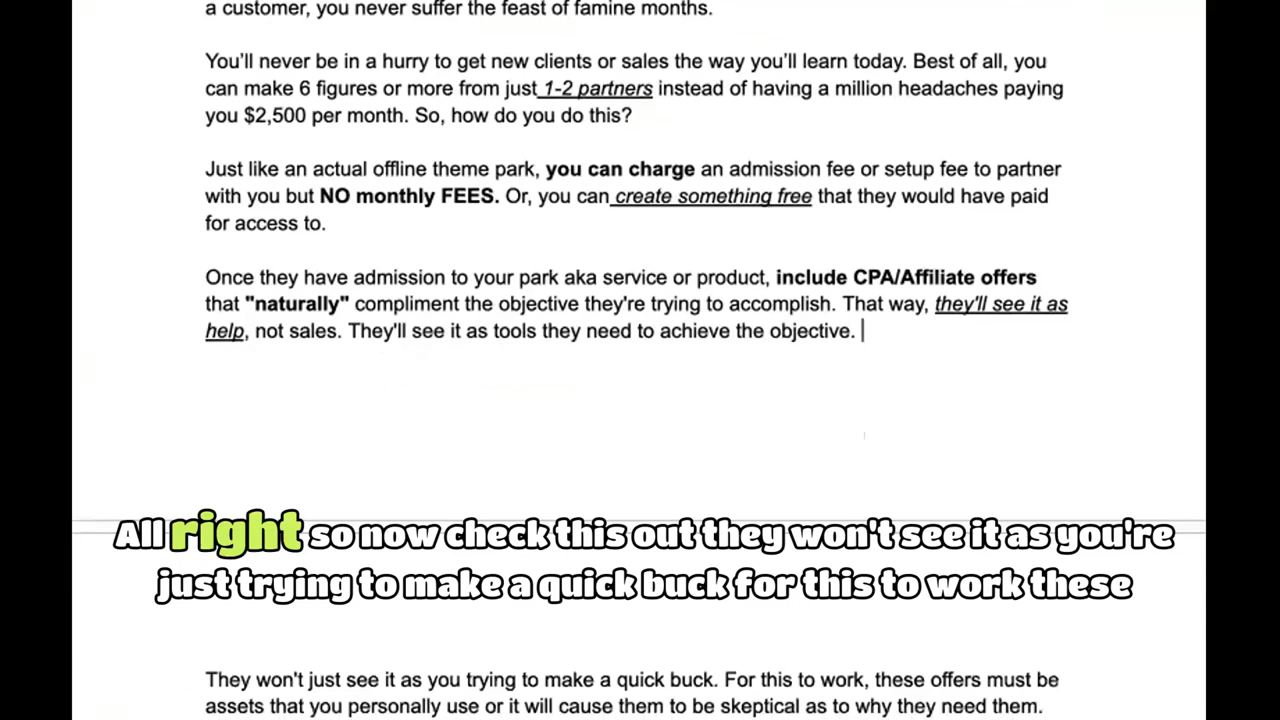 a customer, you never suffer the feast of famine months.
You'll never be in a hurry to get new clients or sales the way you'll learn today. Best of all, you
can make 6 figures or more from just 1-2 partners instead of having a million headaches paying
you $2,500 per month. So, how do you do this?
Just like an actual offline theme park, you can charge an admission fee or setup fee to partner
with you but NO monthly FEES. Or, you can create something free that they would have paid
for access to.
Once they have admission to your park aka service or product, include CPA/Affiliate offers
that "naturally" compliment the objective they're trying to accomplish. That way, they'll see it as
help, not sales. They'll see it as tools they need to achieve the objective.
All right so now check this out they won't see it as you're
just trying to make a quick buck for this to work these
They won't just see it as you trying to make a quick buck. For this to work, these offers must be
assets that you personally use or it will cause them to be skeptical as to why they need them.